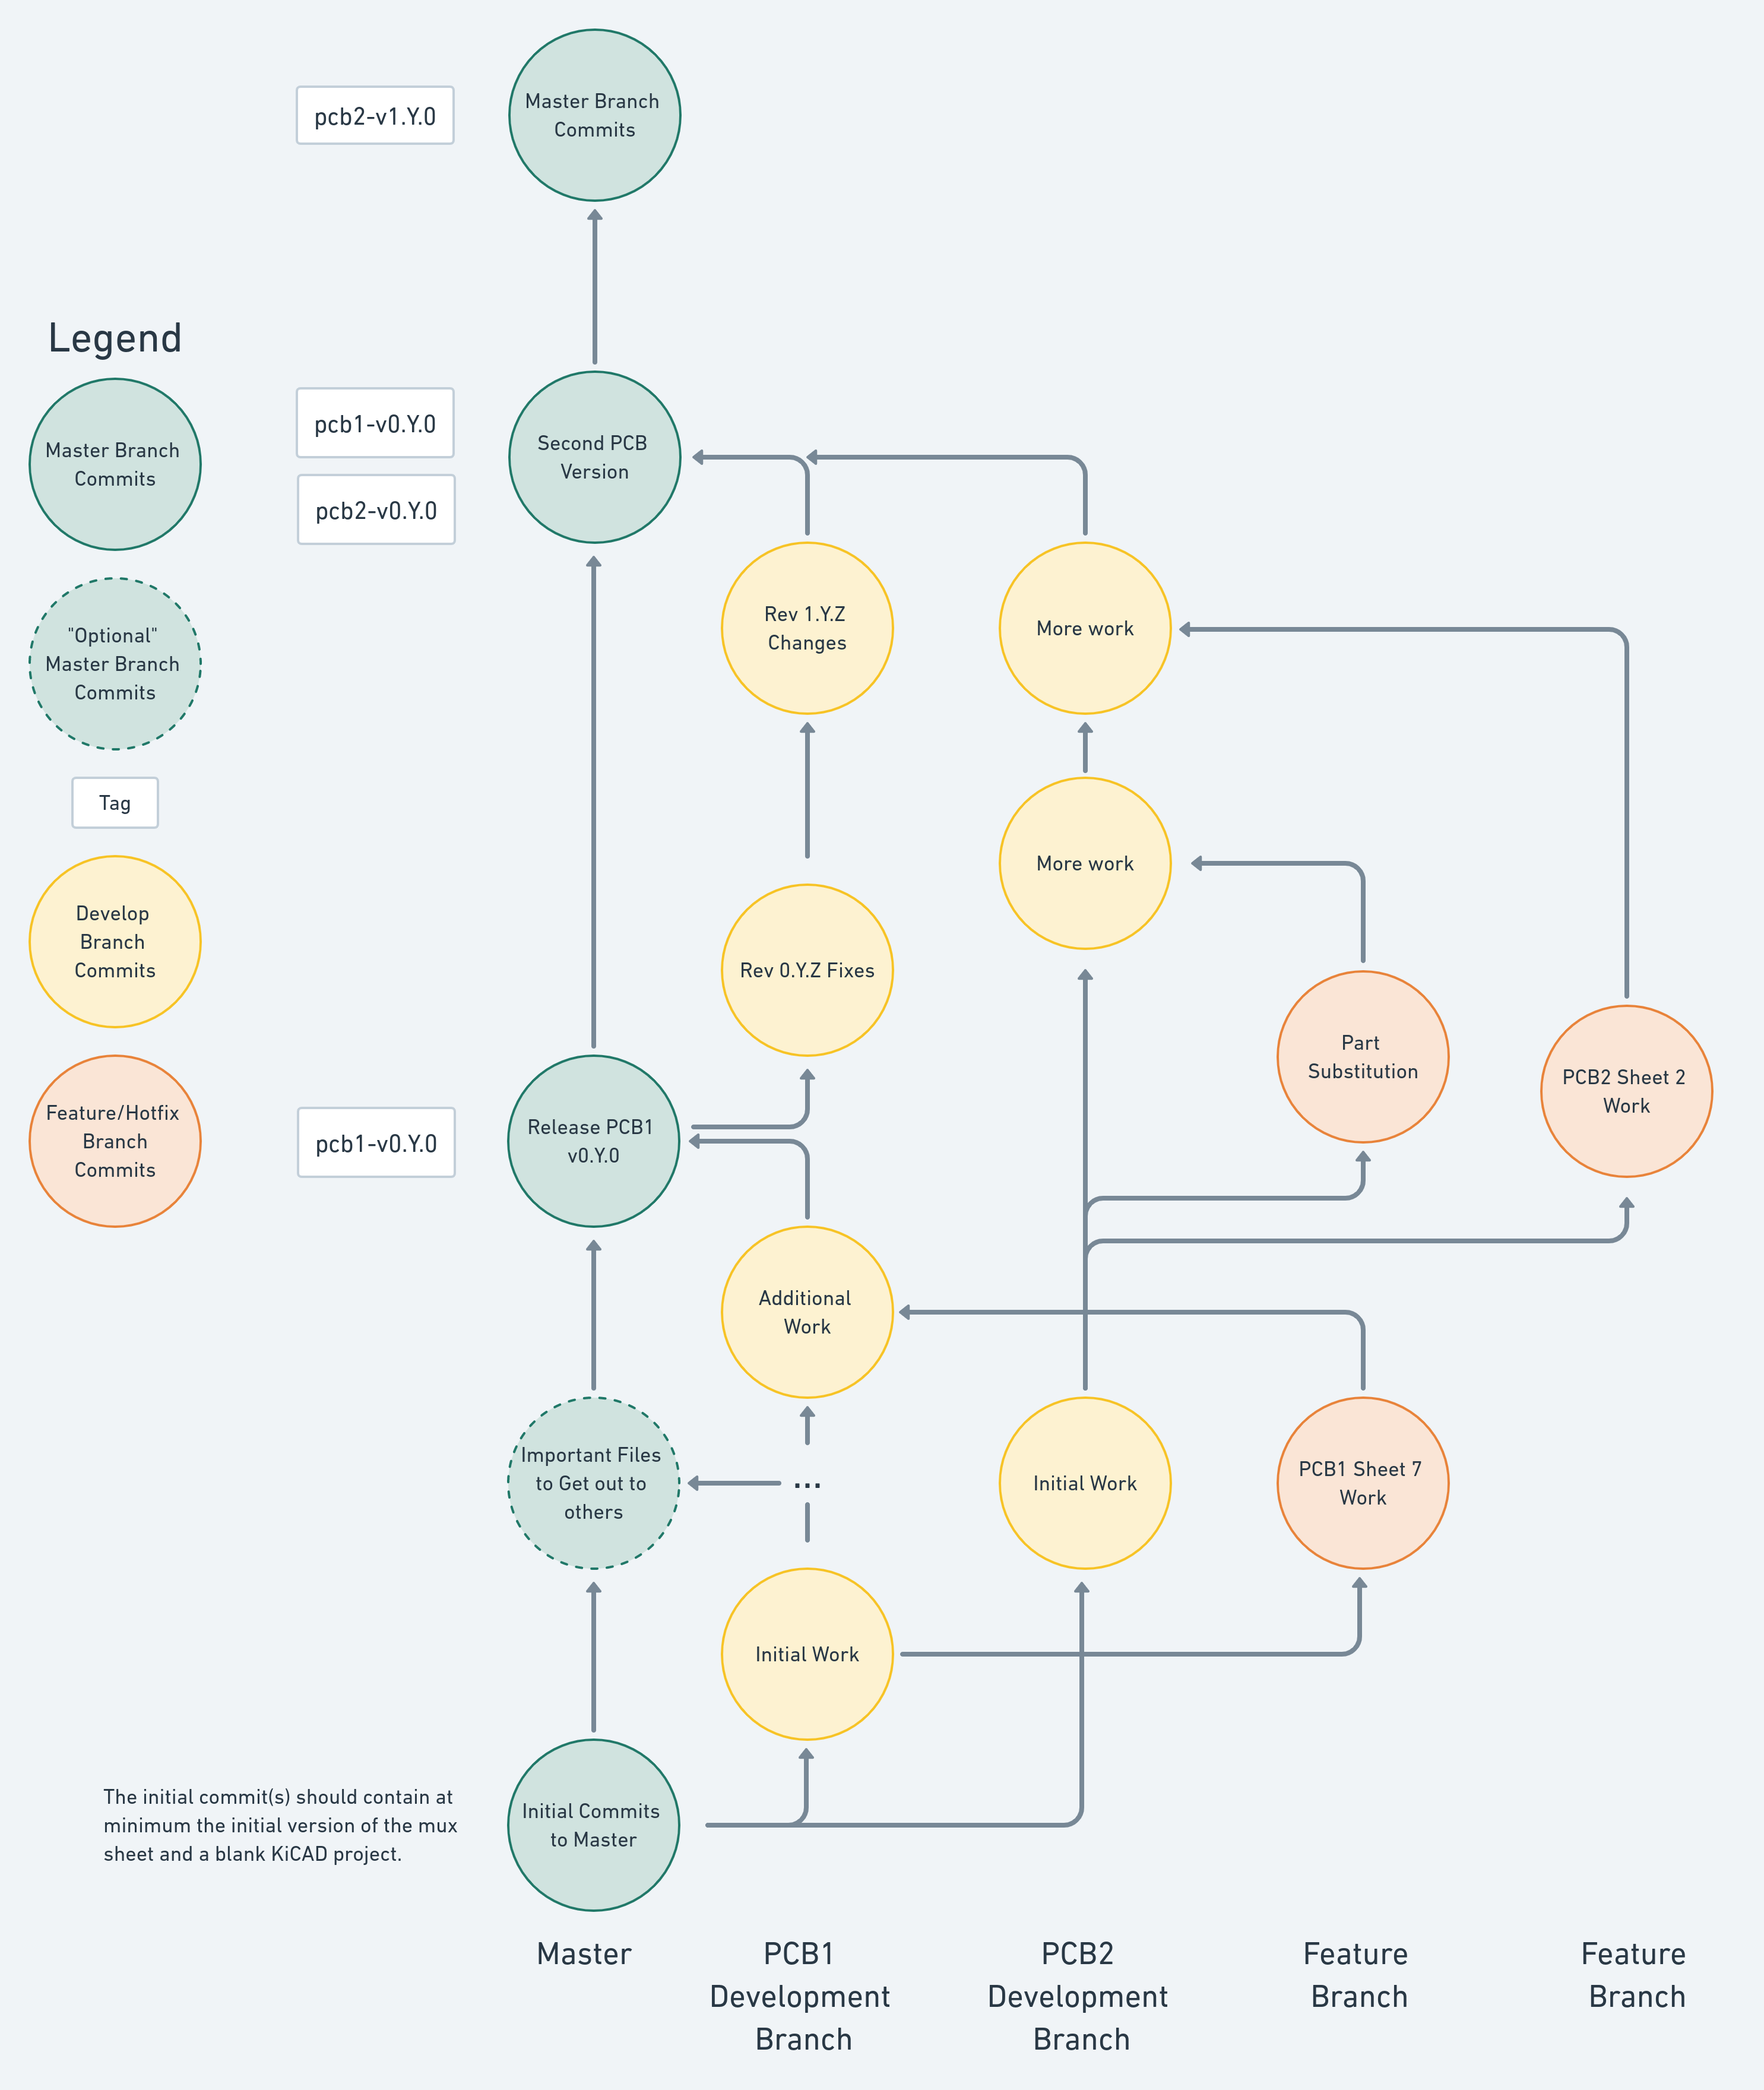 pcb2-v1.Y.0
Master Branch
Commits
Legend
Master Branch
Commits
"Optional"
Master Branch
Commits
Tag
Develop
Branch
Commits
Feature/Hotfix
Branch
Commits
pcb1-v0.Y.0
pcb2-v0.Y.0
Second PCB
Version
Rev 1.Y.Z
Changes
More work
More work
Rev 0.Y.Z Fixes
Part
Substitution
PCB2 Sheet 2
Work
pcb1-v0.Y.0
Release PCB1
v0.Y.0
Additional
Work
Important Files
to Get out to
others
...
Initial Work
PCB1 Sheet 7
Work
Initial Work
The initial commit(s) should contain at
minimum the initial version of the mux
sheet and a blank KiCAD project.
Initial Commits
to Master
Master
PCB1
Development
Branch
PCB2
Development
Branch
Feature
Branch
Feature
Branch